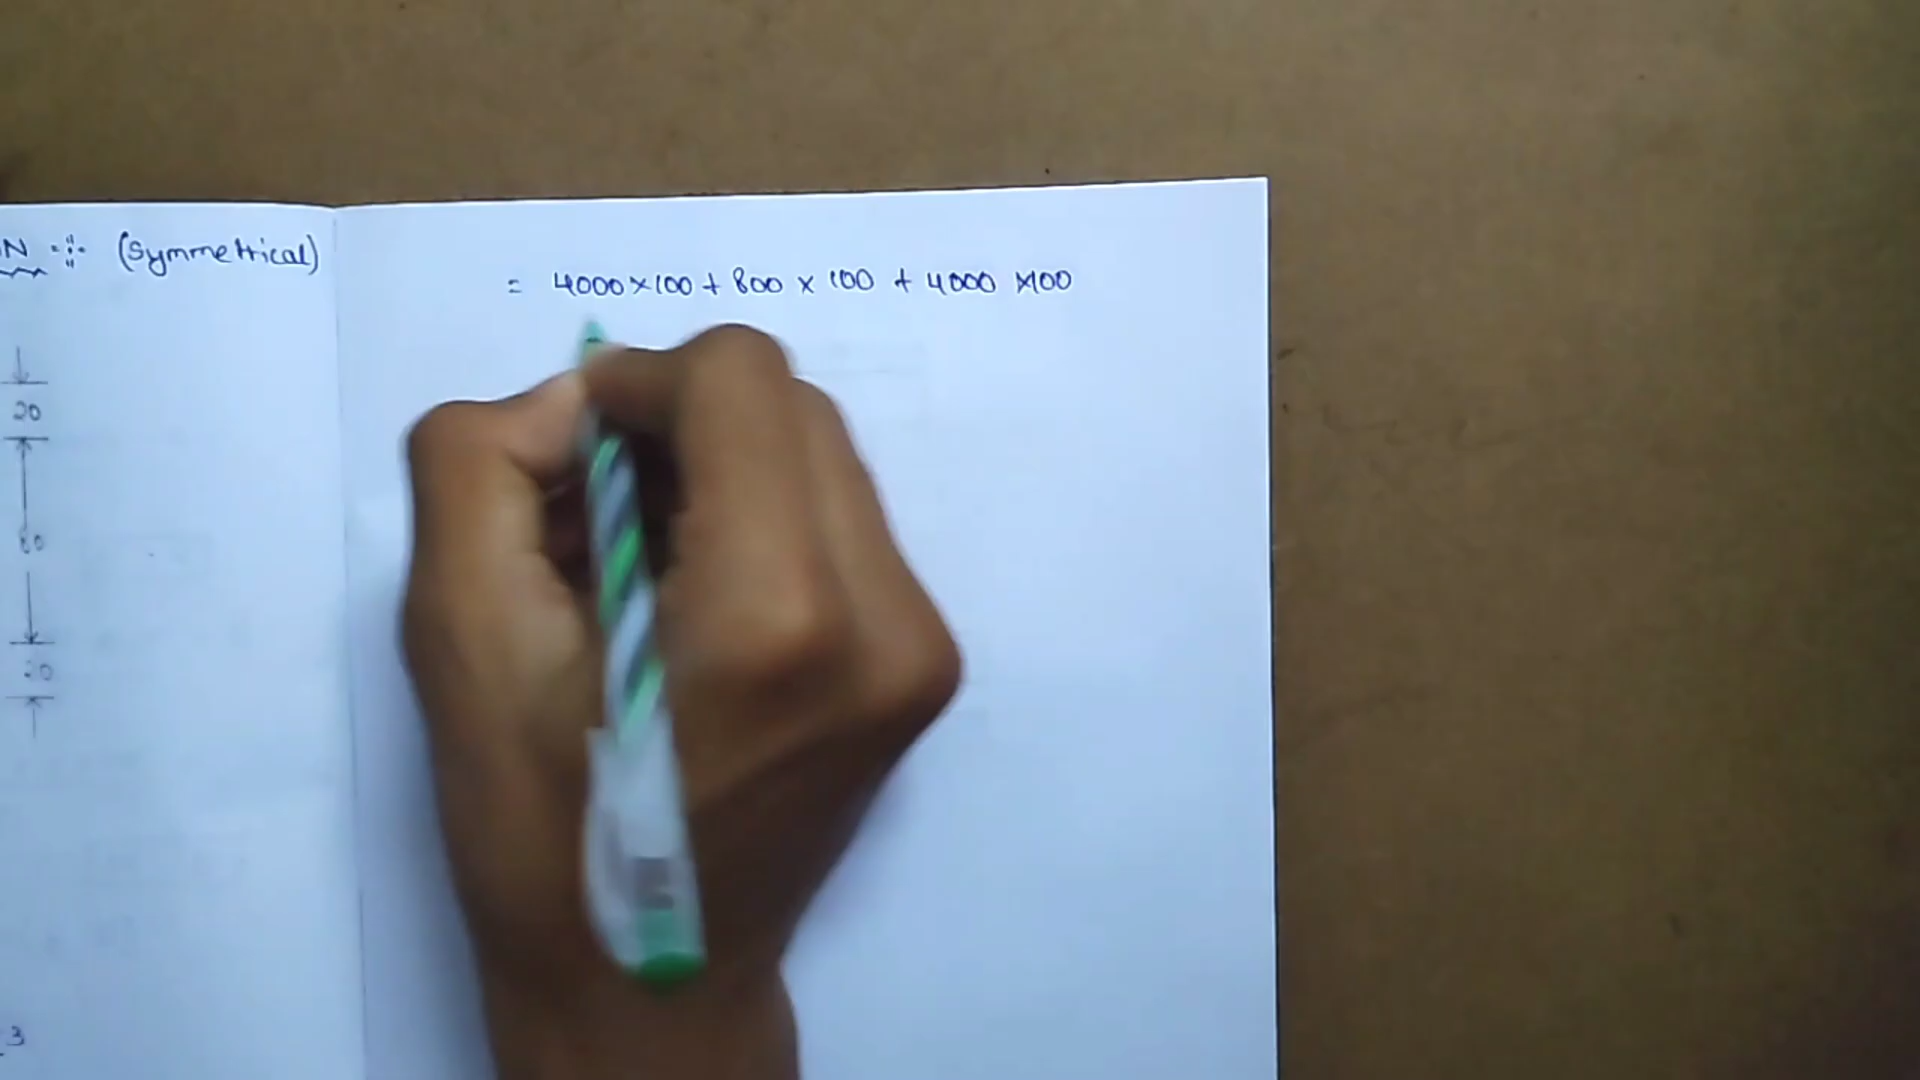 N (Symmetrical)
= 4000 × 100 + 800 × 100 + 4000 × 100
20
60
20
3